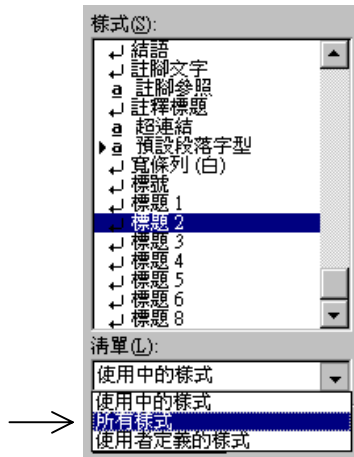 樣式(S):
結語
註腳文字
a 註腳參照
註釋標題
a 超連結
a 預設段落字型
寬條列 (白)
標號
標題 1
標題 2
標題 3
標題 4
標題 5
標題 6
標題 8
清單(L):
使用中的樣式
使用中的樣式
所有樣式
使用者定義的樣式